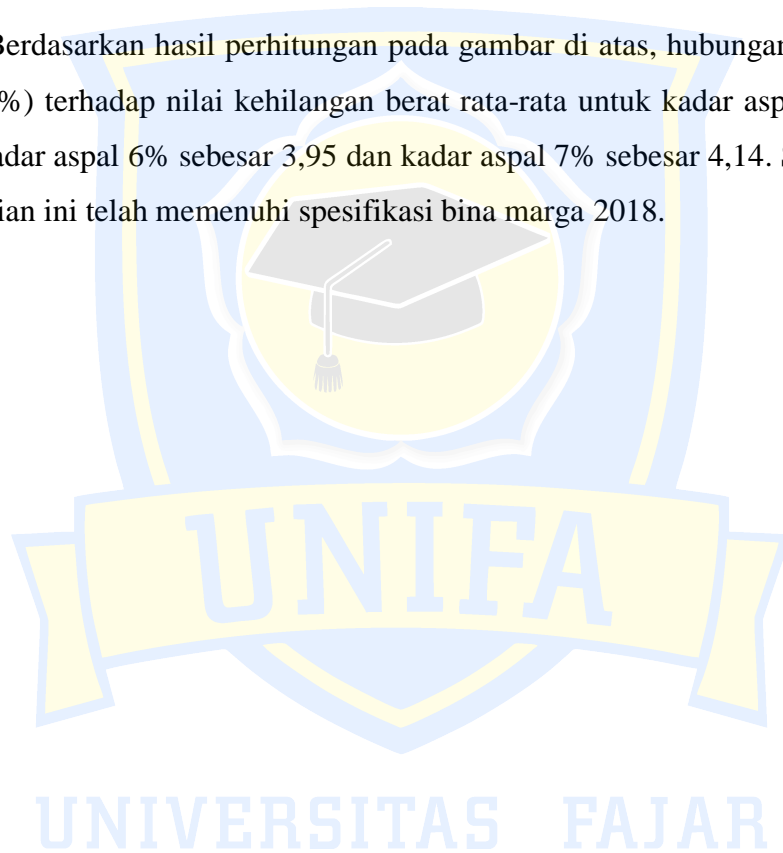 Berdasarkan hasil perhitungan pada gambar di atas, hubungan
%) terhadap nilai kehilangan berat rata-rata untuk kadar
adar aspal 6% sebesar 3,95 dan kadar aspal 7% sebesar 4,14.
ian ini telah memenuhi spesifikasi bina marga 2018.
UNIFA
UNIVERSITAS FAJAR